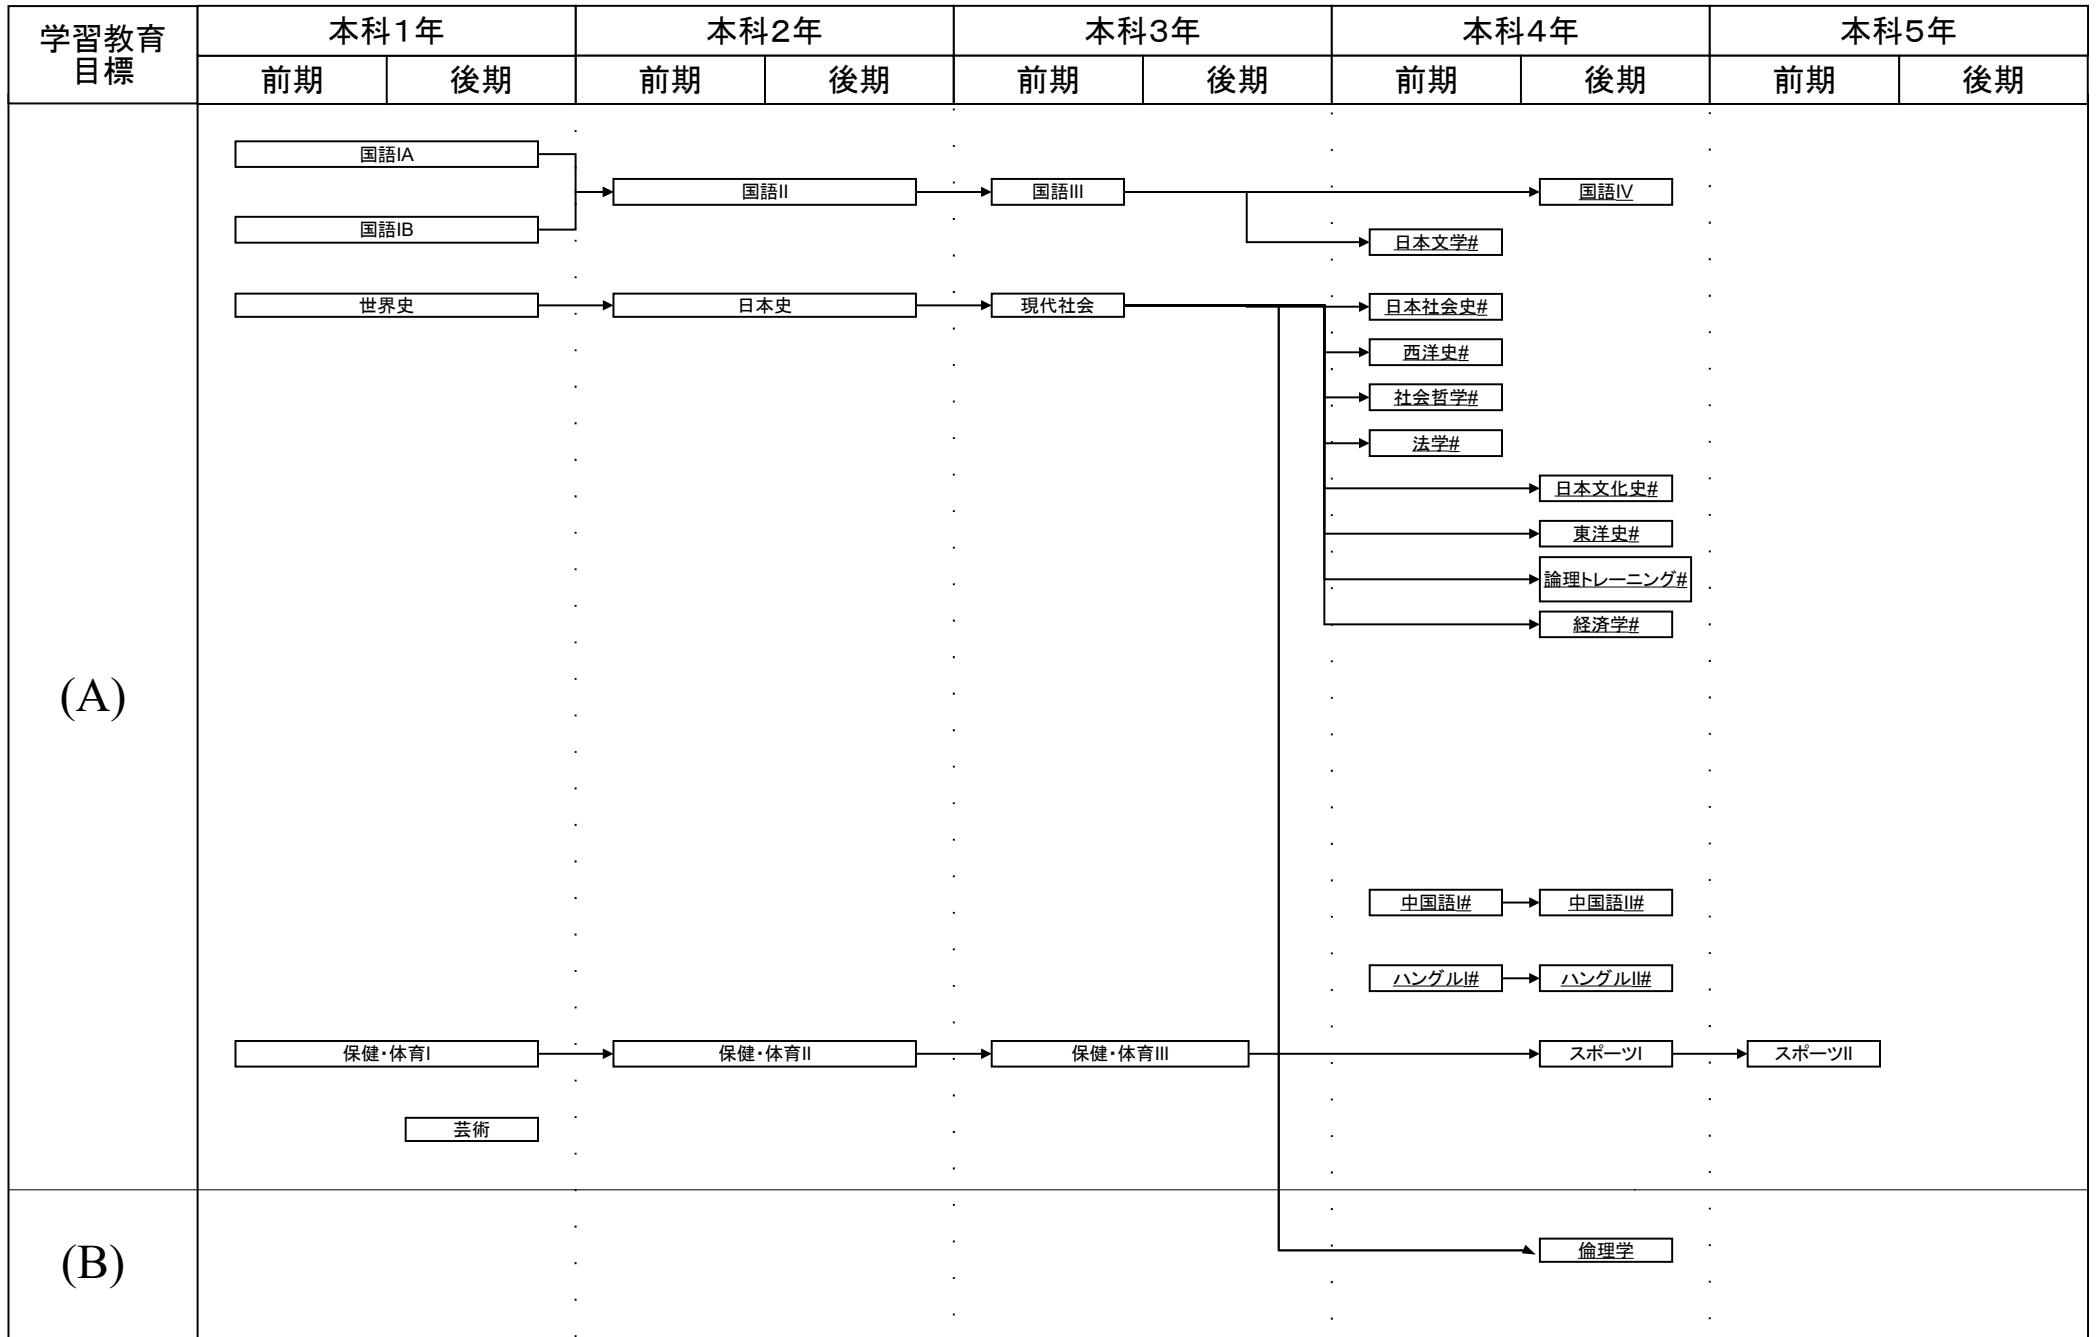 学習教育
目標
本科1年
本科2年
本科3年
本科4年
本科5年
前期
後期
前期
後期
前期
後期
前期
後期
前期
後期
(A)
国語IA
国語IB
国語II
国語III
国語IV
日本文学#
世界史
日本史
現代社会
日本社会史#
西洋史#
社会哲学#
法学#
日本文化史#
東洋史#
論理トレーニング#
経済学#
中国語I#
中国語II#
ハングルI#
ハングルII#
保健・体育I
保健・体育II
保健・体育III
スポーツI
スポーツII
芸術
(B)
倫理学